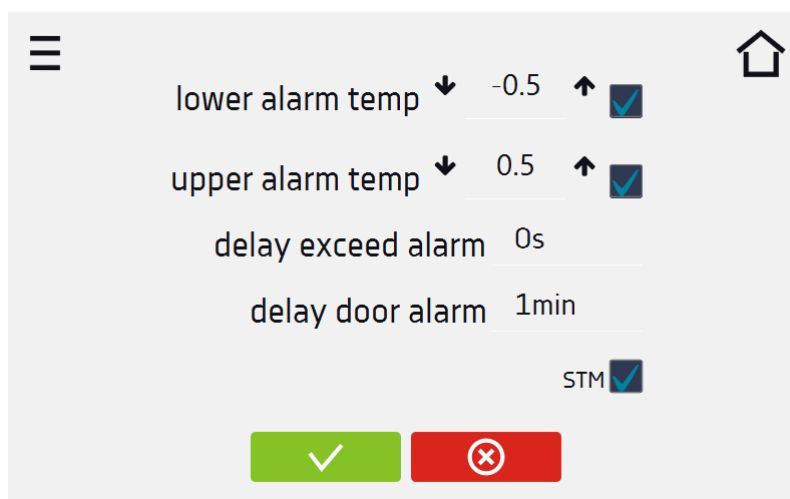 lower alarm temp -0.5
upper alarm temp 0.5
delay exceed alarm 0s
delay door alarm 1min
STM